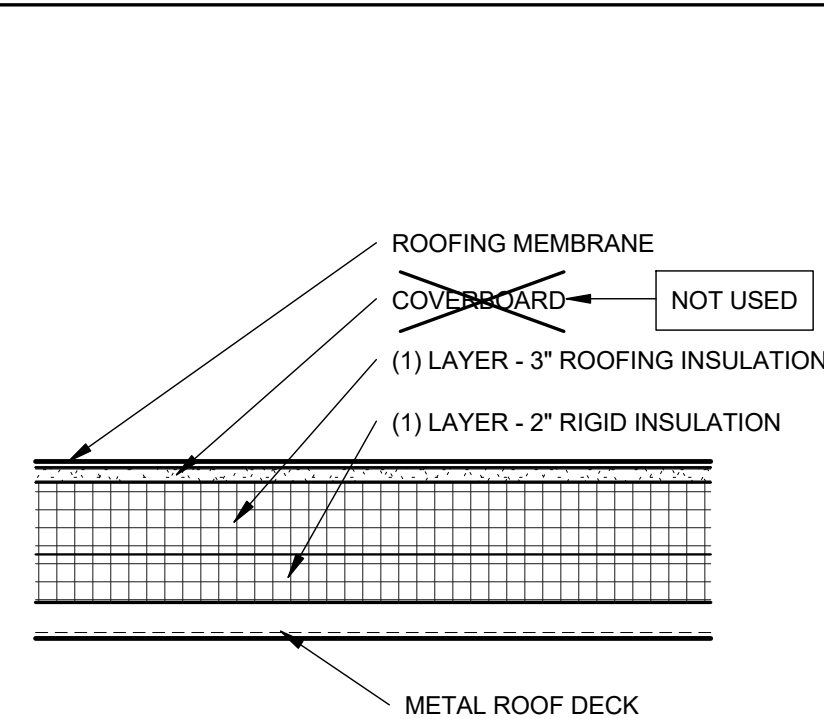 ROOFING MEMBRANE
COVERBOARD
NOT USED
(1) LAYER - 3" ROOFING INSULATION
(1) LAYER - 2" RIGID INSULATION
METAL ROOF DECK